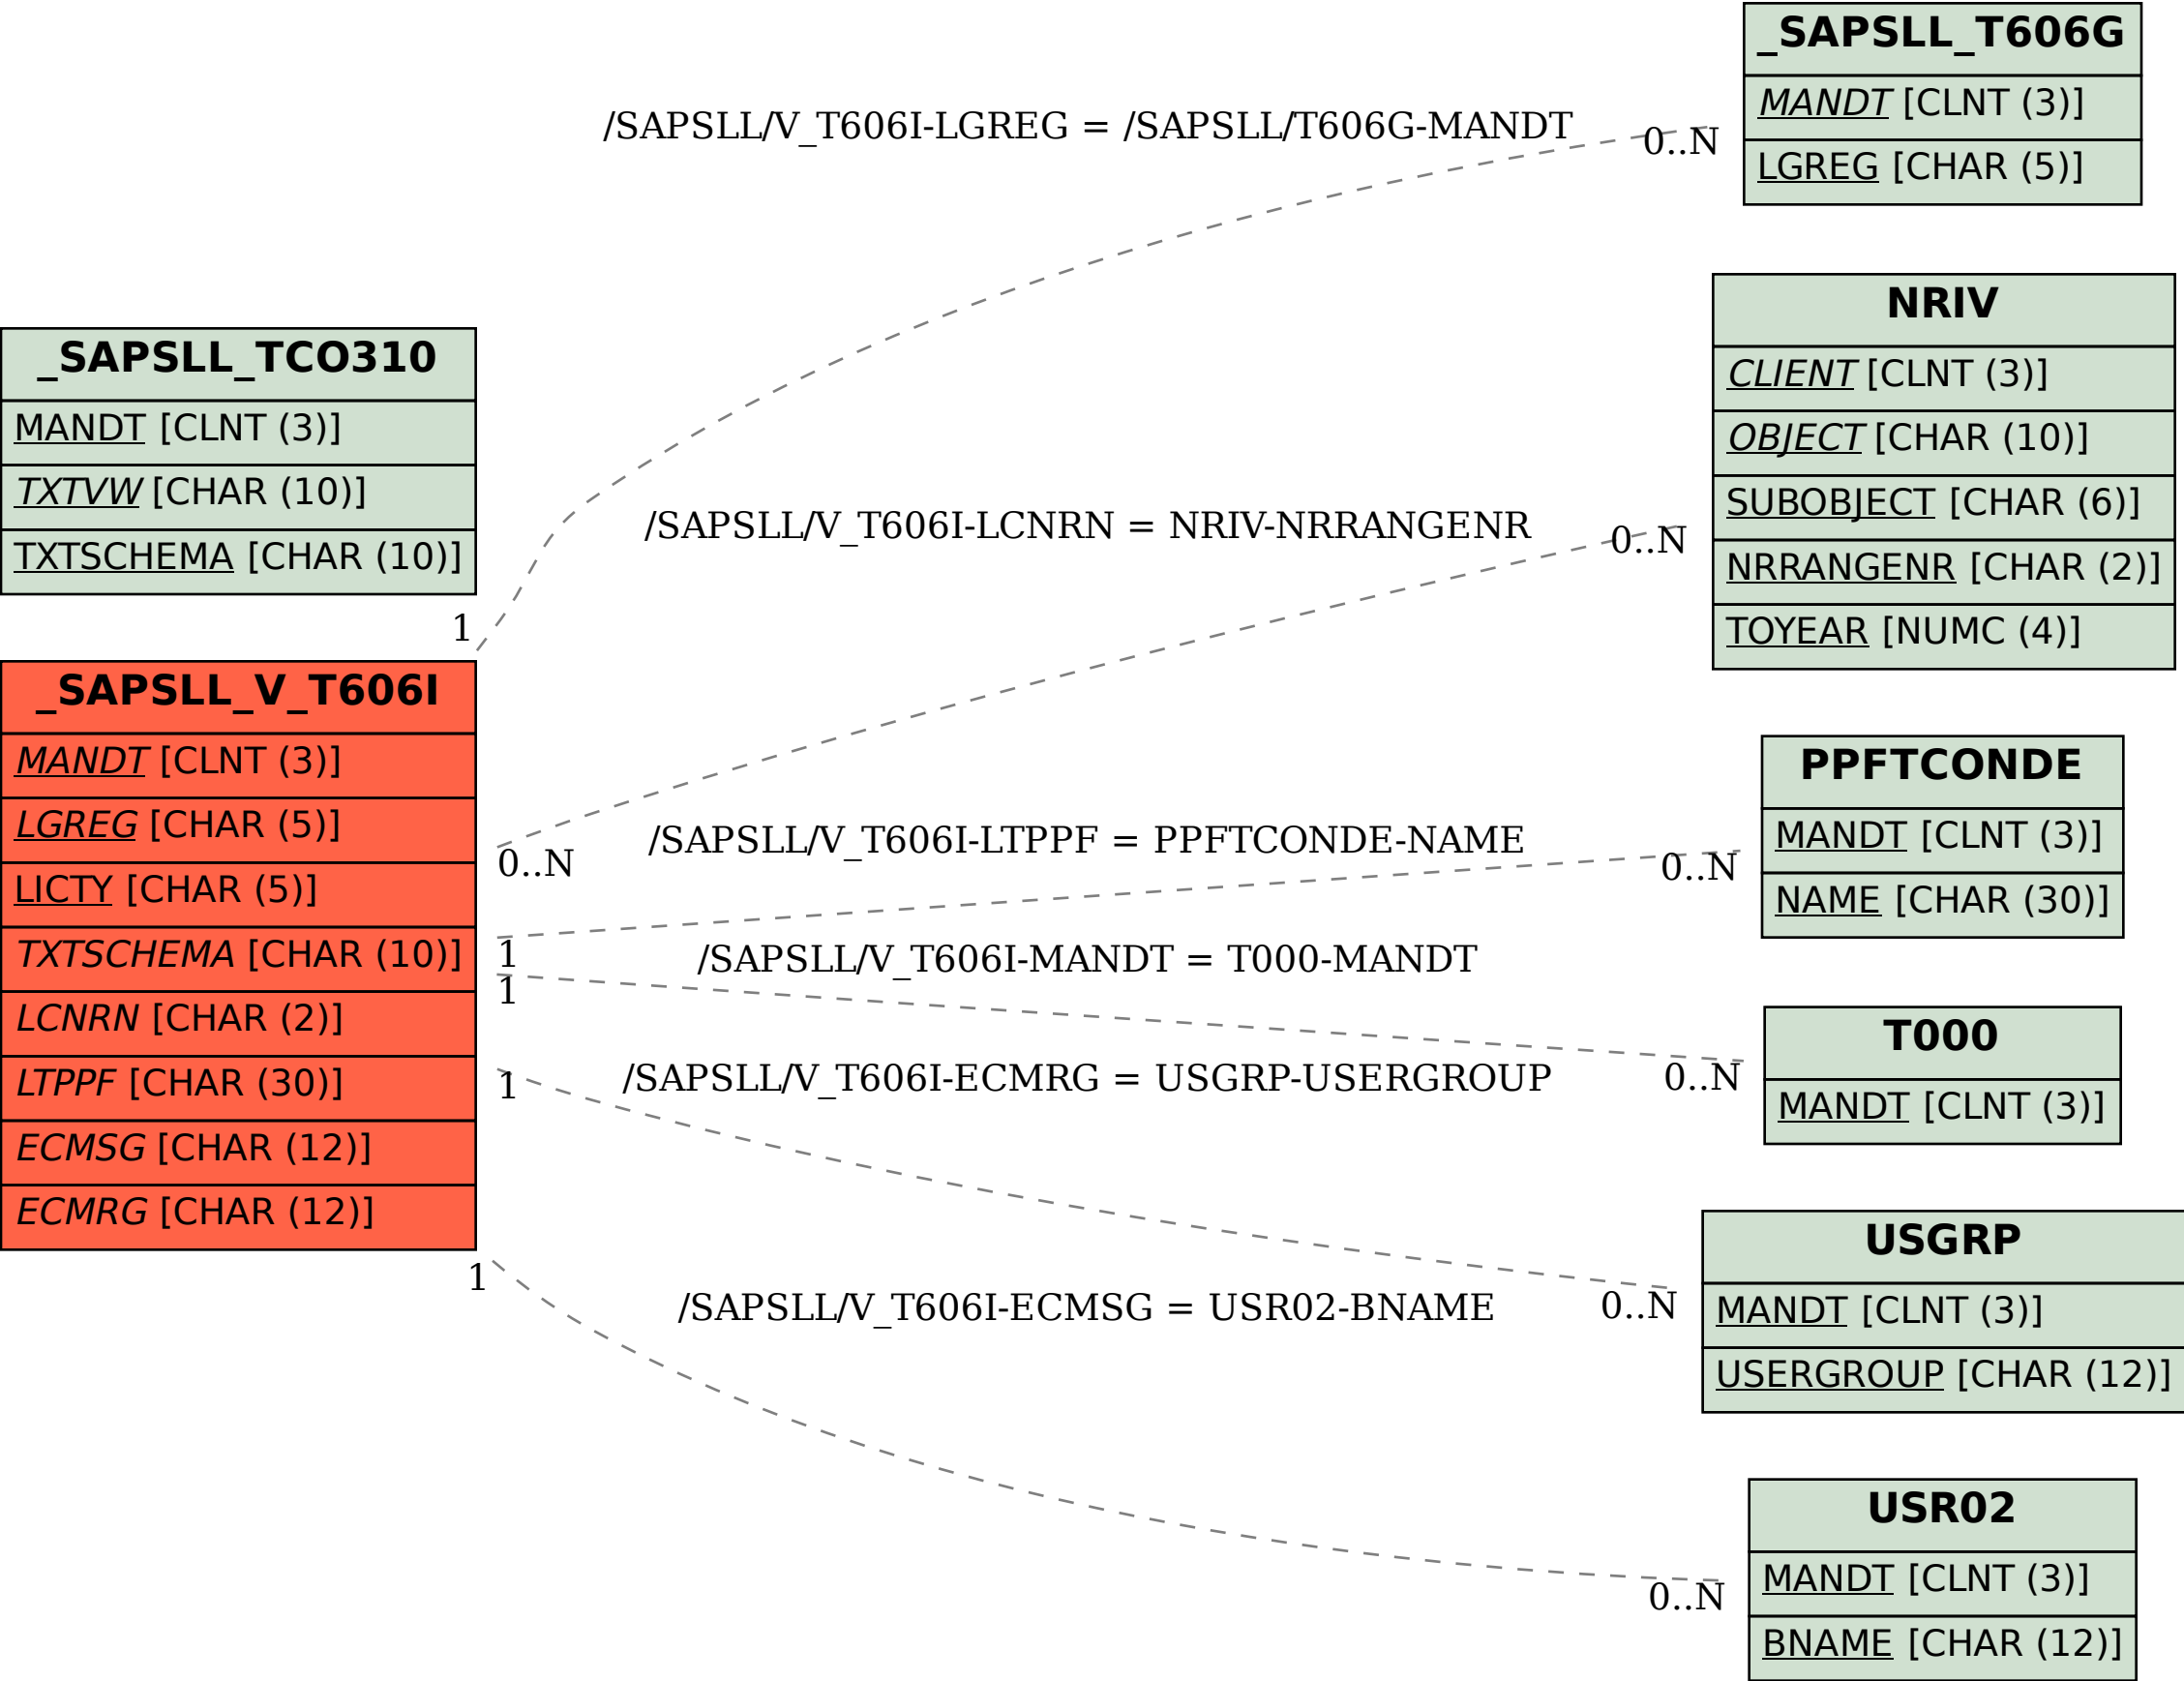 _SAPSLL_T606G
MANDT [CLNT (3)]
LGREG [CHAR (5)]
/SAPSLL/V_T606I-LGREG = /SAPSLL/T606G-MANDT
0..N
1
NRIV
CLIENT [CLNT (3)]
OBJECT [CHAR (10)]
SUBOBJECT [CHAR (6)]
NRRANGENR [CHAR (2)]
TOYEAR [NUMC (4)]
_SAPSLL_TCO310
MANDT [CLNT (3)]
TXTVW [CHAR (10)]
TXTSCHEMA [CHAR (10)]
/SAPSLL/V_T606I-LCNRN = NRIV-NRRANGENR
0..N
0..N
_SAPSLL_V_T606I
MANDT [CLNT (3)]
LGREG [CHAR (5)]
LICTY [CHAR (5)]
TXTSCHEMA [CHAR (10)]
LCNRN [CHAR (2)]
LTPPF [CHAR (30)]
ECMSG [CHAR (12)]
ECMRG [CHAR (12)]
/SAPSLL/V_T606I-LTPPF = PPFTCONDE-NAME
0..N
1
PPFTCONDE
MANDT [CLNT (3)]
NAME [CHAR (30)]
/SAPSLL/V_T606I-MANDT = T000-MANDT
1
0..N
T000
MANDT [CLNT (3)]
/SAPSLL/V_T606I-ECMRG = USGRP-USERGROUP
1
0..N
USGRP
MANDT [CLNT (3)]
USERGROUP [CHAR (12)]
/SAPSLL/V_T606I-ECMSG = USR02-BNAME
1
0..N
USR02
MANDT [CLNT (3)]
BNAME [CHAR (12)]